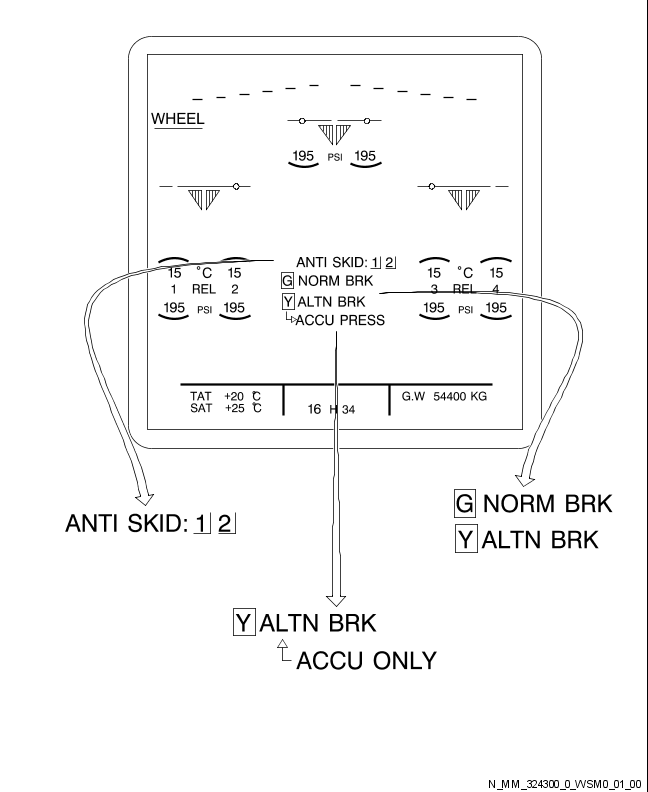 WHEEL
195 PSI 195
ANTI SKID: 1 2
15 °C 15
G NORM BRK
15 °C 15
1 REL 2
Y ALTN BRK
3 REL 4
195 PSI 195
ACCU PRESS
195 PSI 195
TAT +20 °C
SAT +25 °C
16 H 34
G.W 54400 KG
ANTI SKID: 1 2
G NORM BRK
Y ALTN BRK
Y ALTN BRK
ACCU ONLY
N_MM_324300_0_WSM0_01_00